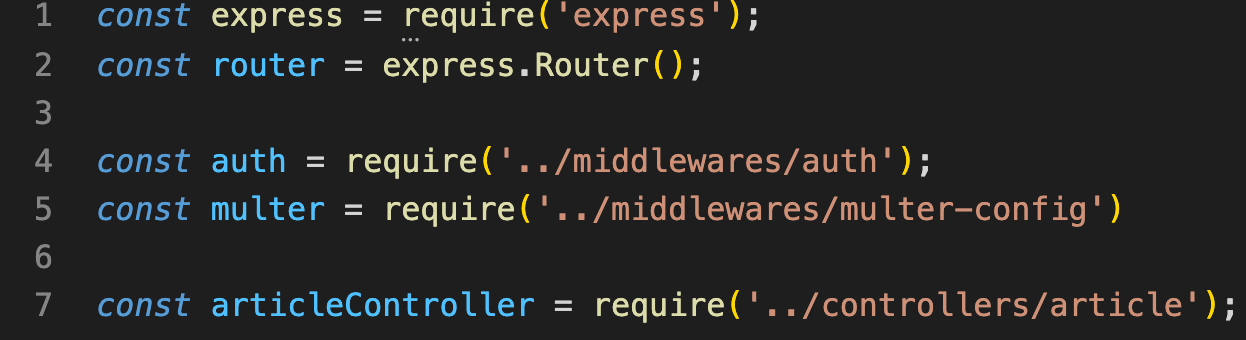 1 const express = require('express');
2 const router = express.Router();
3
4 const auth = require('../middlewares/auth');
5 const multer = require('../middlewares/multer-config')
6
7 const articleController = require('../controllers/article');